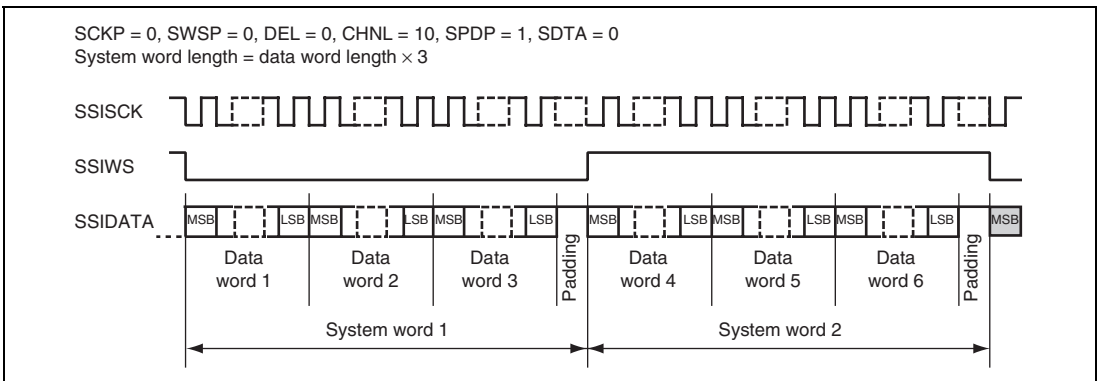 SCKP = 0, SWSP = 0, DEL = 0, CHNL = 10, SPDP = 1, SDTA = 0
System word length = data word length × 3
SSISCK
SSIWS
SSIDATA
MSB LSB MSB LSB MSB LSB MSB LSB MSB LSB MSB LSB MSB
Data word 1
Data word 2
Data word 3
Padding
Data word 4
Data word 5
Data word 6
Padding
System word 1
System word 2